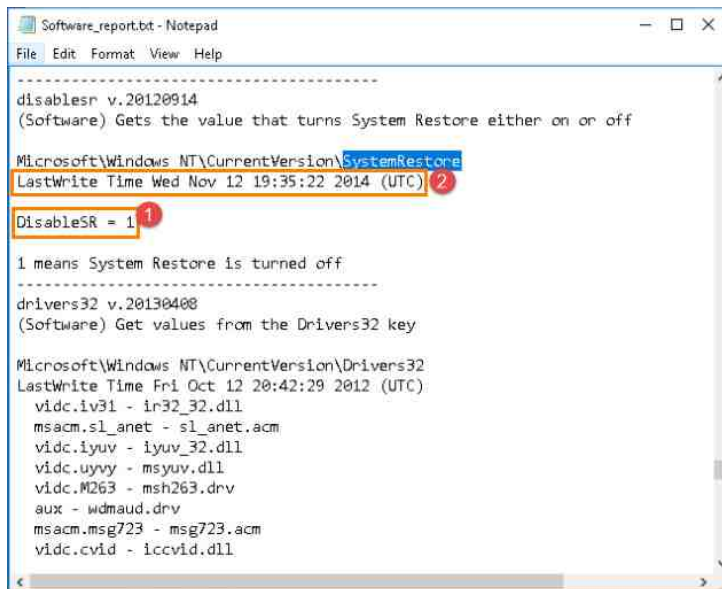 Software_report.txt - Notepad
File Edit Format View Help
----------------------------------------
disablesr v.20120914
(Software) Gets the value that turns System Restore either on or off
Microsoft\Windows NT\CurrentVersion\SystemRestore
LastWrite Time Wed Nov 12 19:35:22 2014 (UTC) 2
DisableSR = 1 1
1 means System Restore is turned off
----------------------------------------
drivers32 v.20130408
(Software) Get values from the Drivers32 key
Microsoft\Windows NT\CurrentVersion\Drivers32
LastWrite Time Fri Oct 12 20:42:29 2012 (UTC)
vidc.iv31 - ir32_32.dll
msacm.sl_anet - sl_anet.acm
vidc.iyuv - iyuv_32.dll
vidc.uyvy - msyuv.dll
vidc.M263 - msh263.drv
aux - wdmaud.drv
msacm.msg723 - msg723.acm
vidc.cvid - iccvid.dll